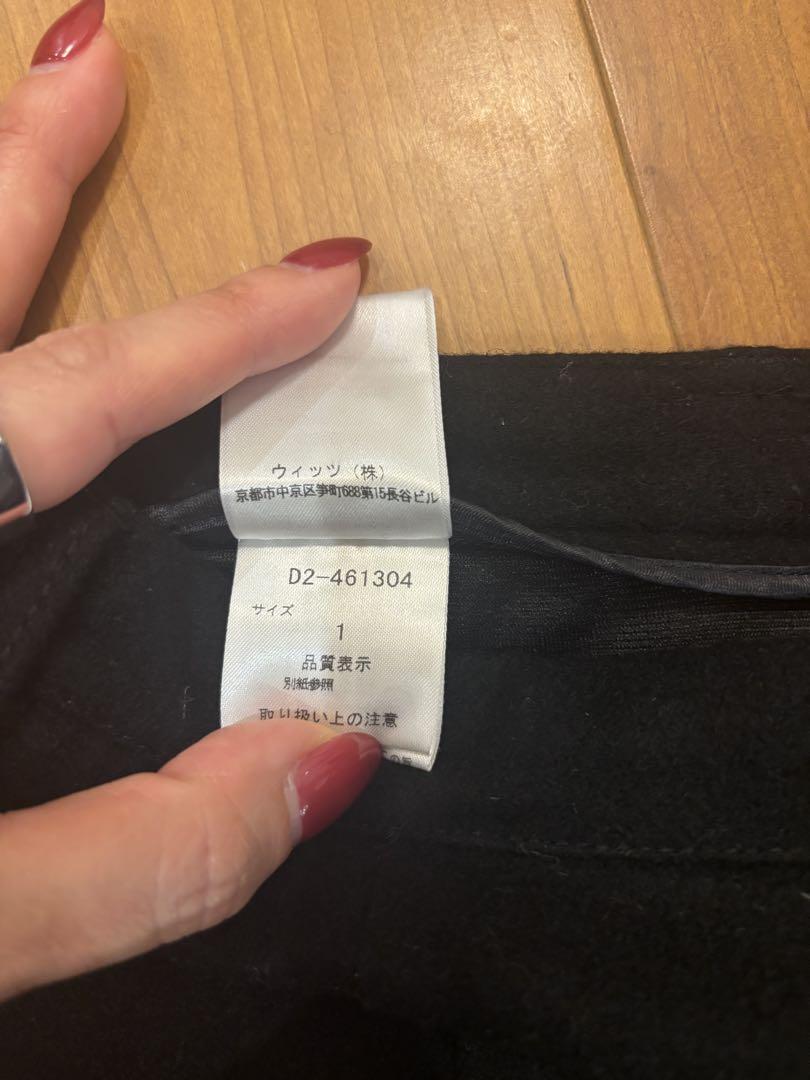 ウィッツ（株）
京都市中京区笋町688第15長谷ビル
D2-461304
サイズ
1
品質表示
別紙参照
取り扱い上の注意